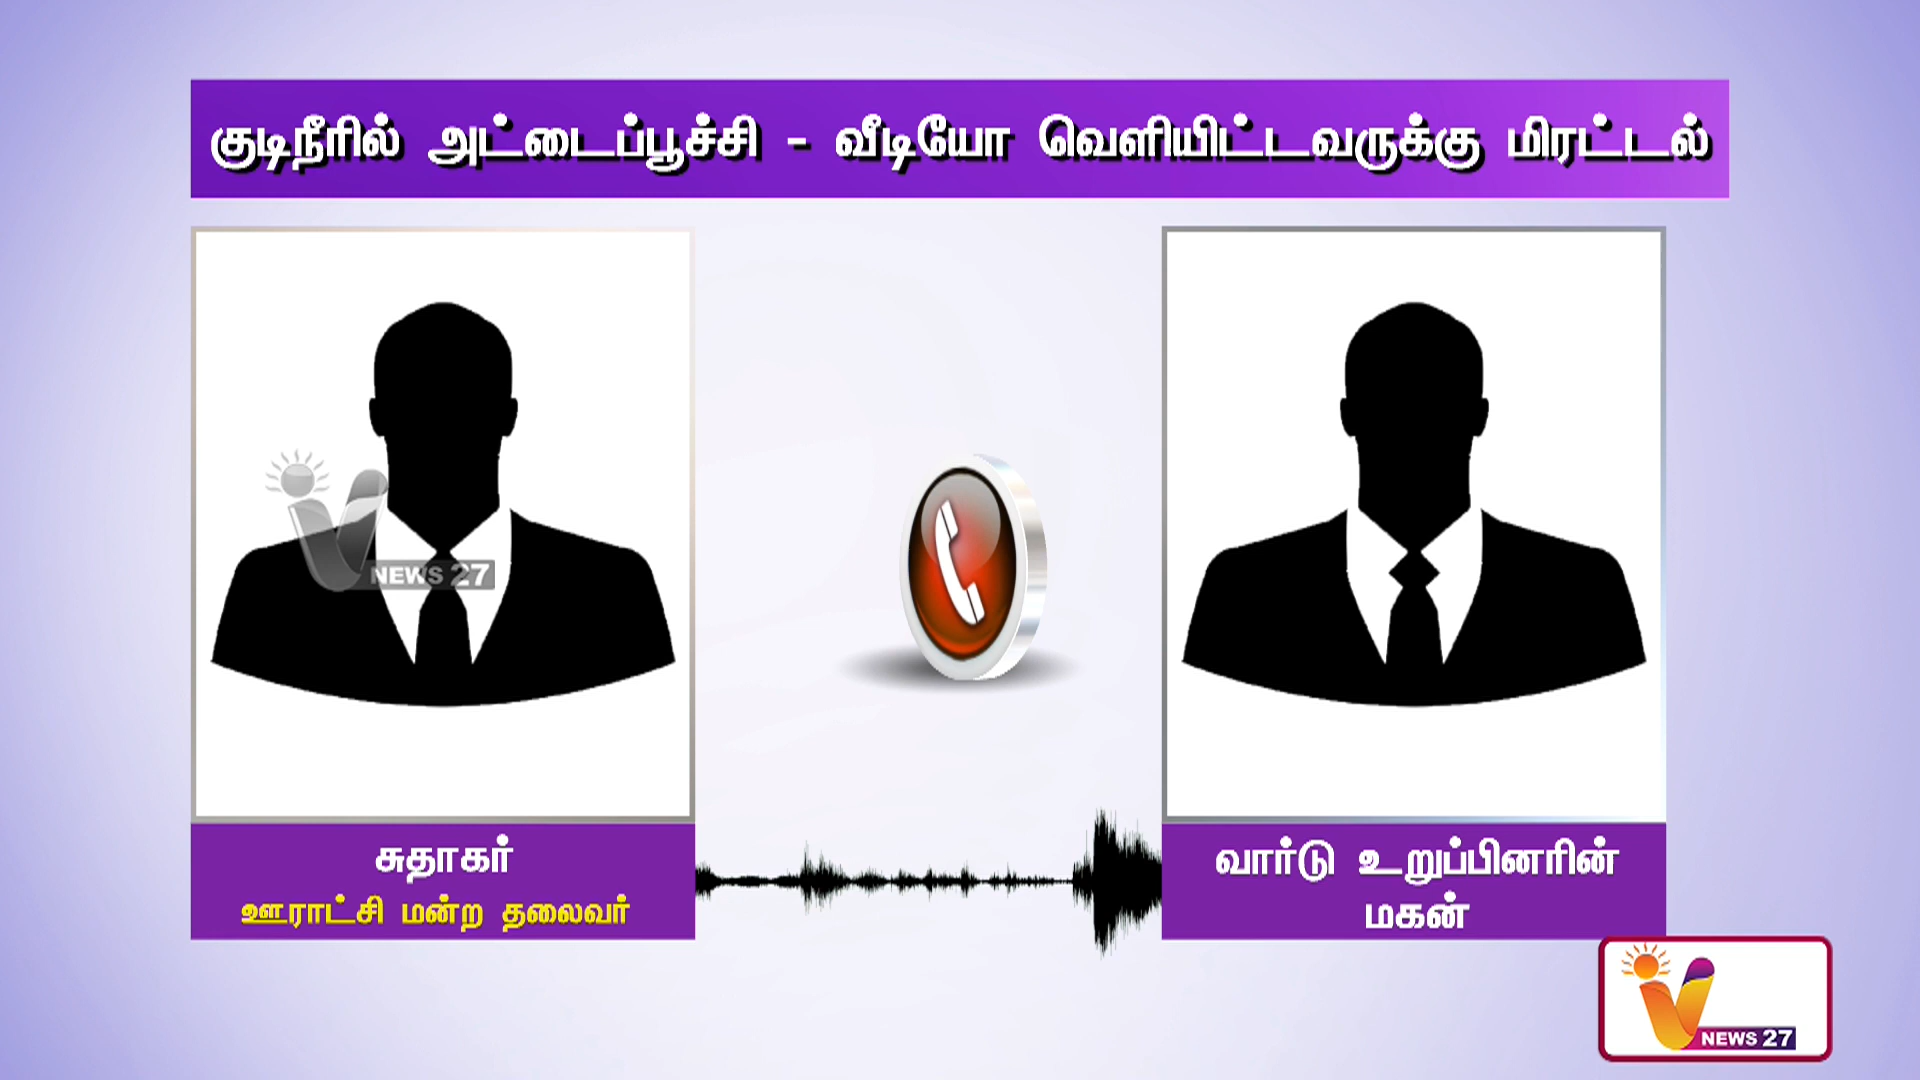 குடிநீரில் அட்டைப்பூச்சி - வீடியோ வெளியிட்டவருக்கு மிரட்டல்
NEWS 27
சுதாகர்
ஊராட்சி மன்ற தலைவர்
வார்டு உறுப்பினரின்
மகன்
NEWS 27